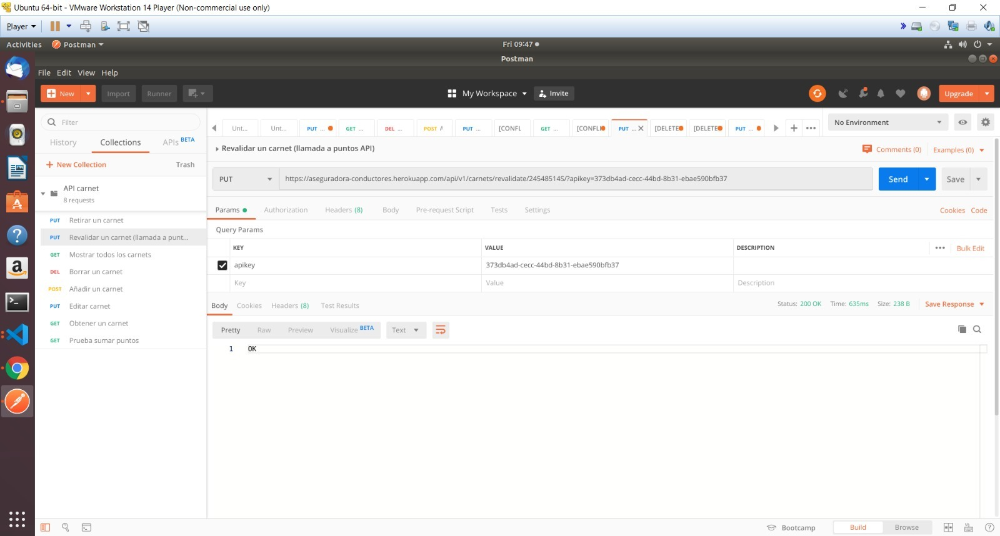 Ubuntu 64-bit - VMware Workstation 14 Player (Non-commercial use only)
Player
Activities Postman Fri 09:47
Postman
File Edit View Help
New Import Runner My Workspace Invite Upgrade
Filter
History Collections APIs BETA
New Collection Trash
API carnet
8 requests
PUT Retirar un carnet
PUT Revalidar un carnet (llamada a punt...
GET Mostrar todos los carnets
DEL Borrar un carnet
POST Añadir un carnet
PUT Editar carnet
GET Obtener un carnet
GET Prueba sumar puntos
Unt... Unt... PUT ... GET ... DEL ... POST PUT ... [CONFL GET ... [CONFLI PUT ... [DELETE [DELETE PUT ... No Environment
Revalidar un carnet (llamada a puntos API) Comments (0) Examples (0)
PUT https://aseguradora-conductores.herokuapp.com/api/v1/carnets/revalidate/24548514S/?apikey=373db4ad-cecc-44bd-8b31-ebae590bfb37 Send Save
Params Authorization Headers (8) Body Pre-request Script Tests Settings Cookies Code
Query Params
KEY VALUE DESCRIPTION ... Bulk Edit
apikey 373db4ad-cecc-44bd-8b31-ebae590bfb37
Key Value Description
Body Cookies Headers (8) Test Results Status: 200 OK Time: 635ms Size: 238 B Save Response
Pretty Raw Preview Visualize BETA Text
1 OK
Bootcamp Build Browse